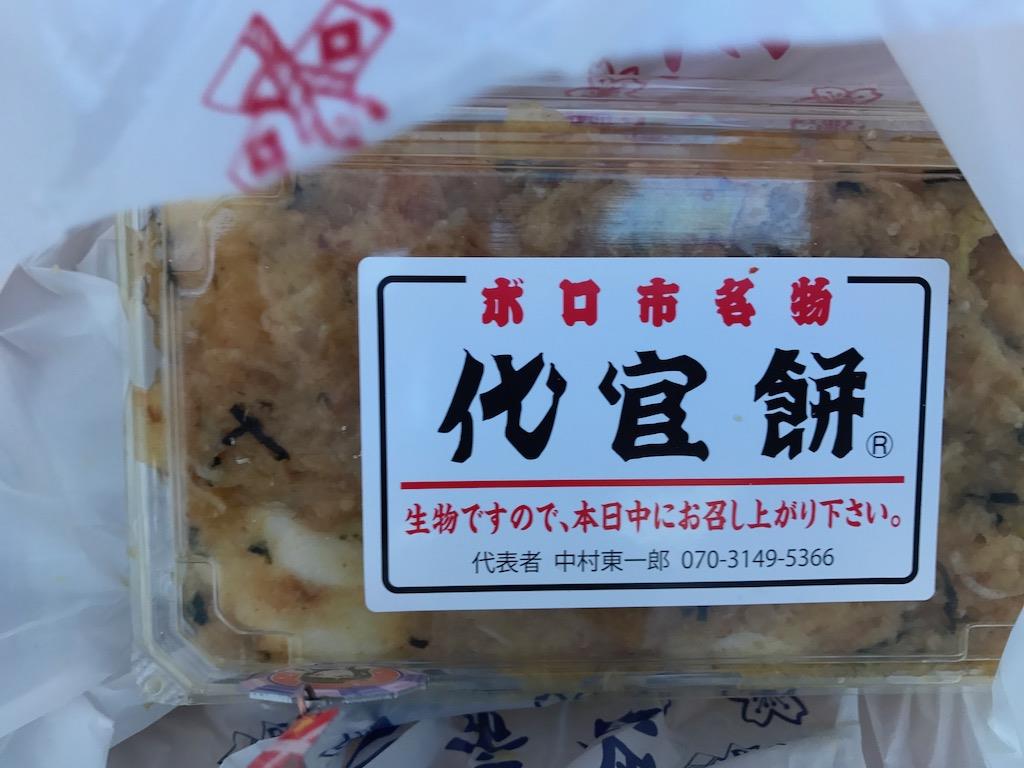 ボロ市名物
代官餅®
生物ですので、本日中にお召し上がり下さい。
代表者 中村東一郎 070-3149-5366